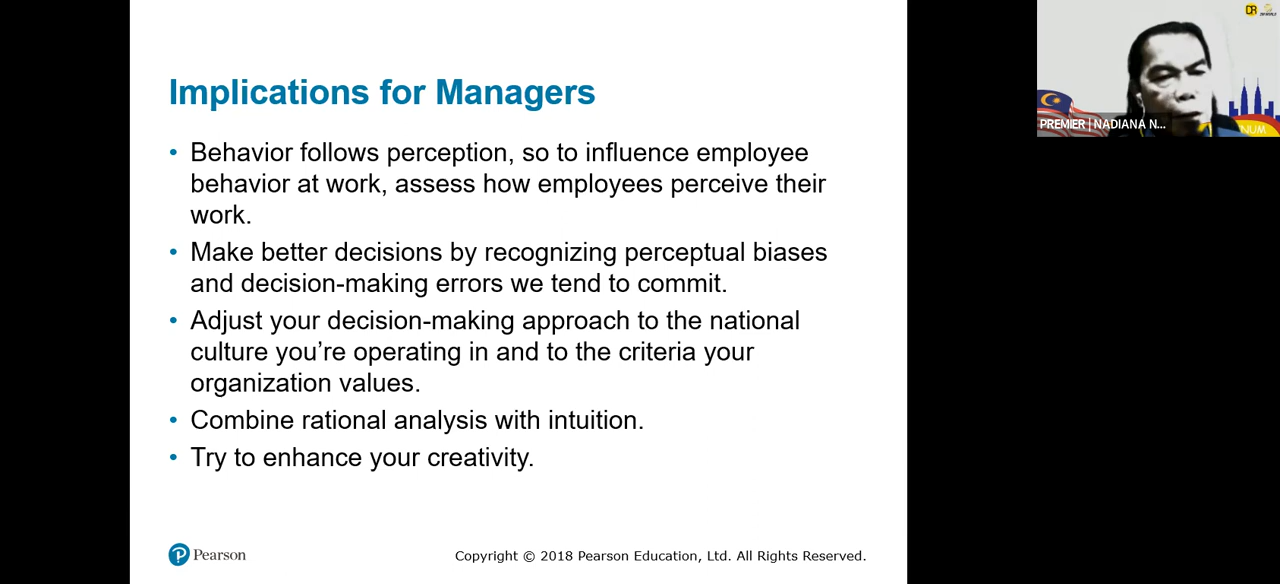 Implications for Managers
• Behavior follows perception, so to influence employee
behavior at work, assess how employees perceive their
work.
• Make better decisions by recognizing perceptual biases
and decision-making errors we tend to commit.
• Adjust your decision-making approach to the national
culture you’re operating in and to the criteria your
organization values.
• Combine rational analysis with intuition.
• Try to enhance your creativity.
Pearson
Copyright © 2018 Pearson Education, Ltd. All Rights Reserved.
DR
PREMIER | NADIANA N...
NUM